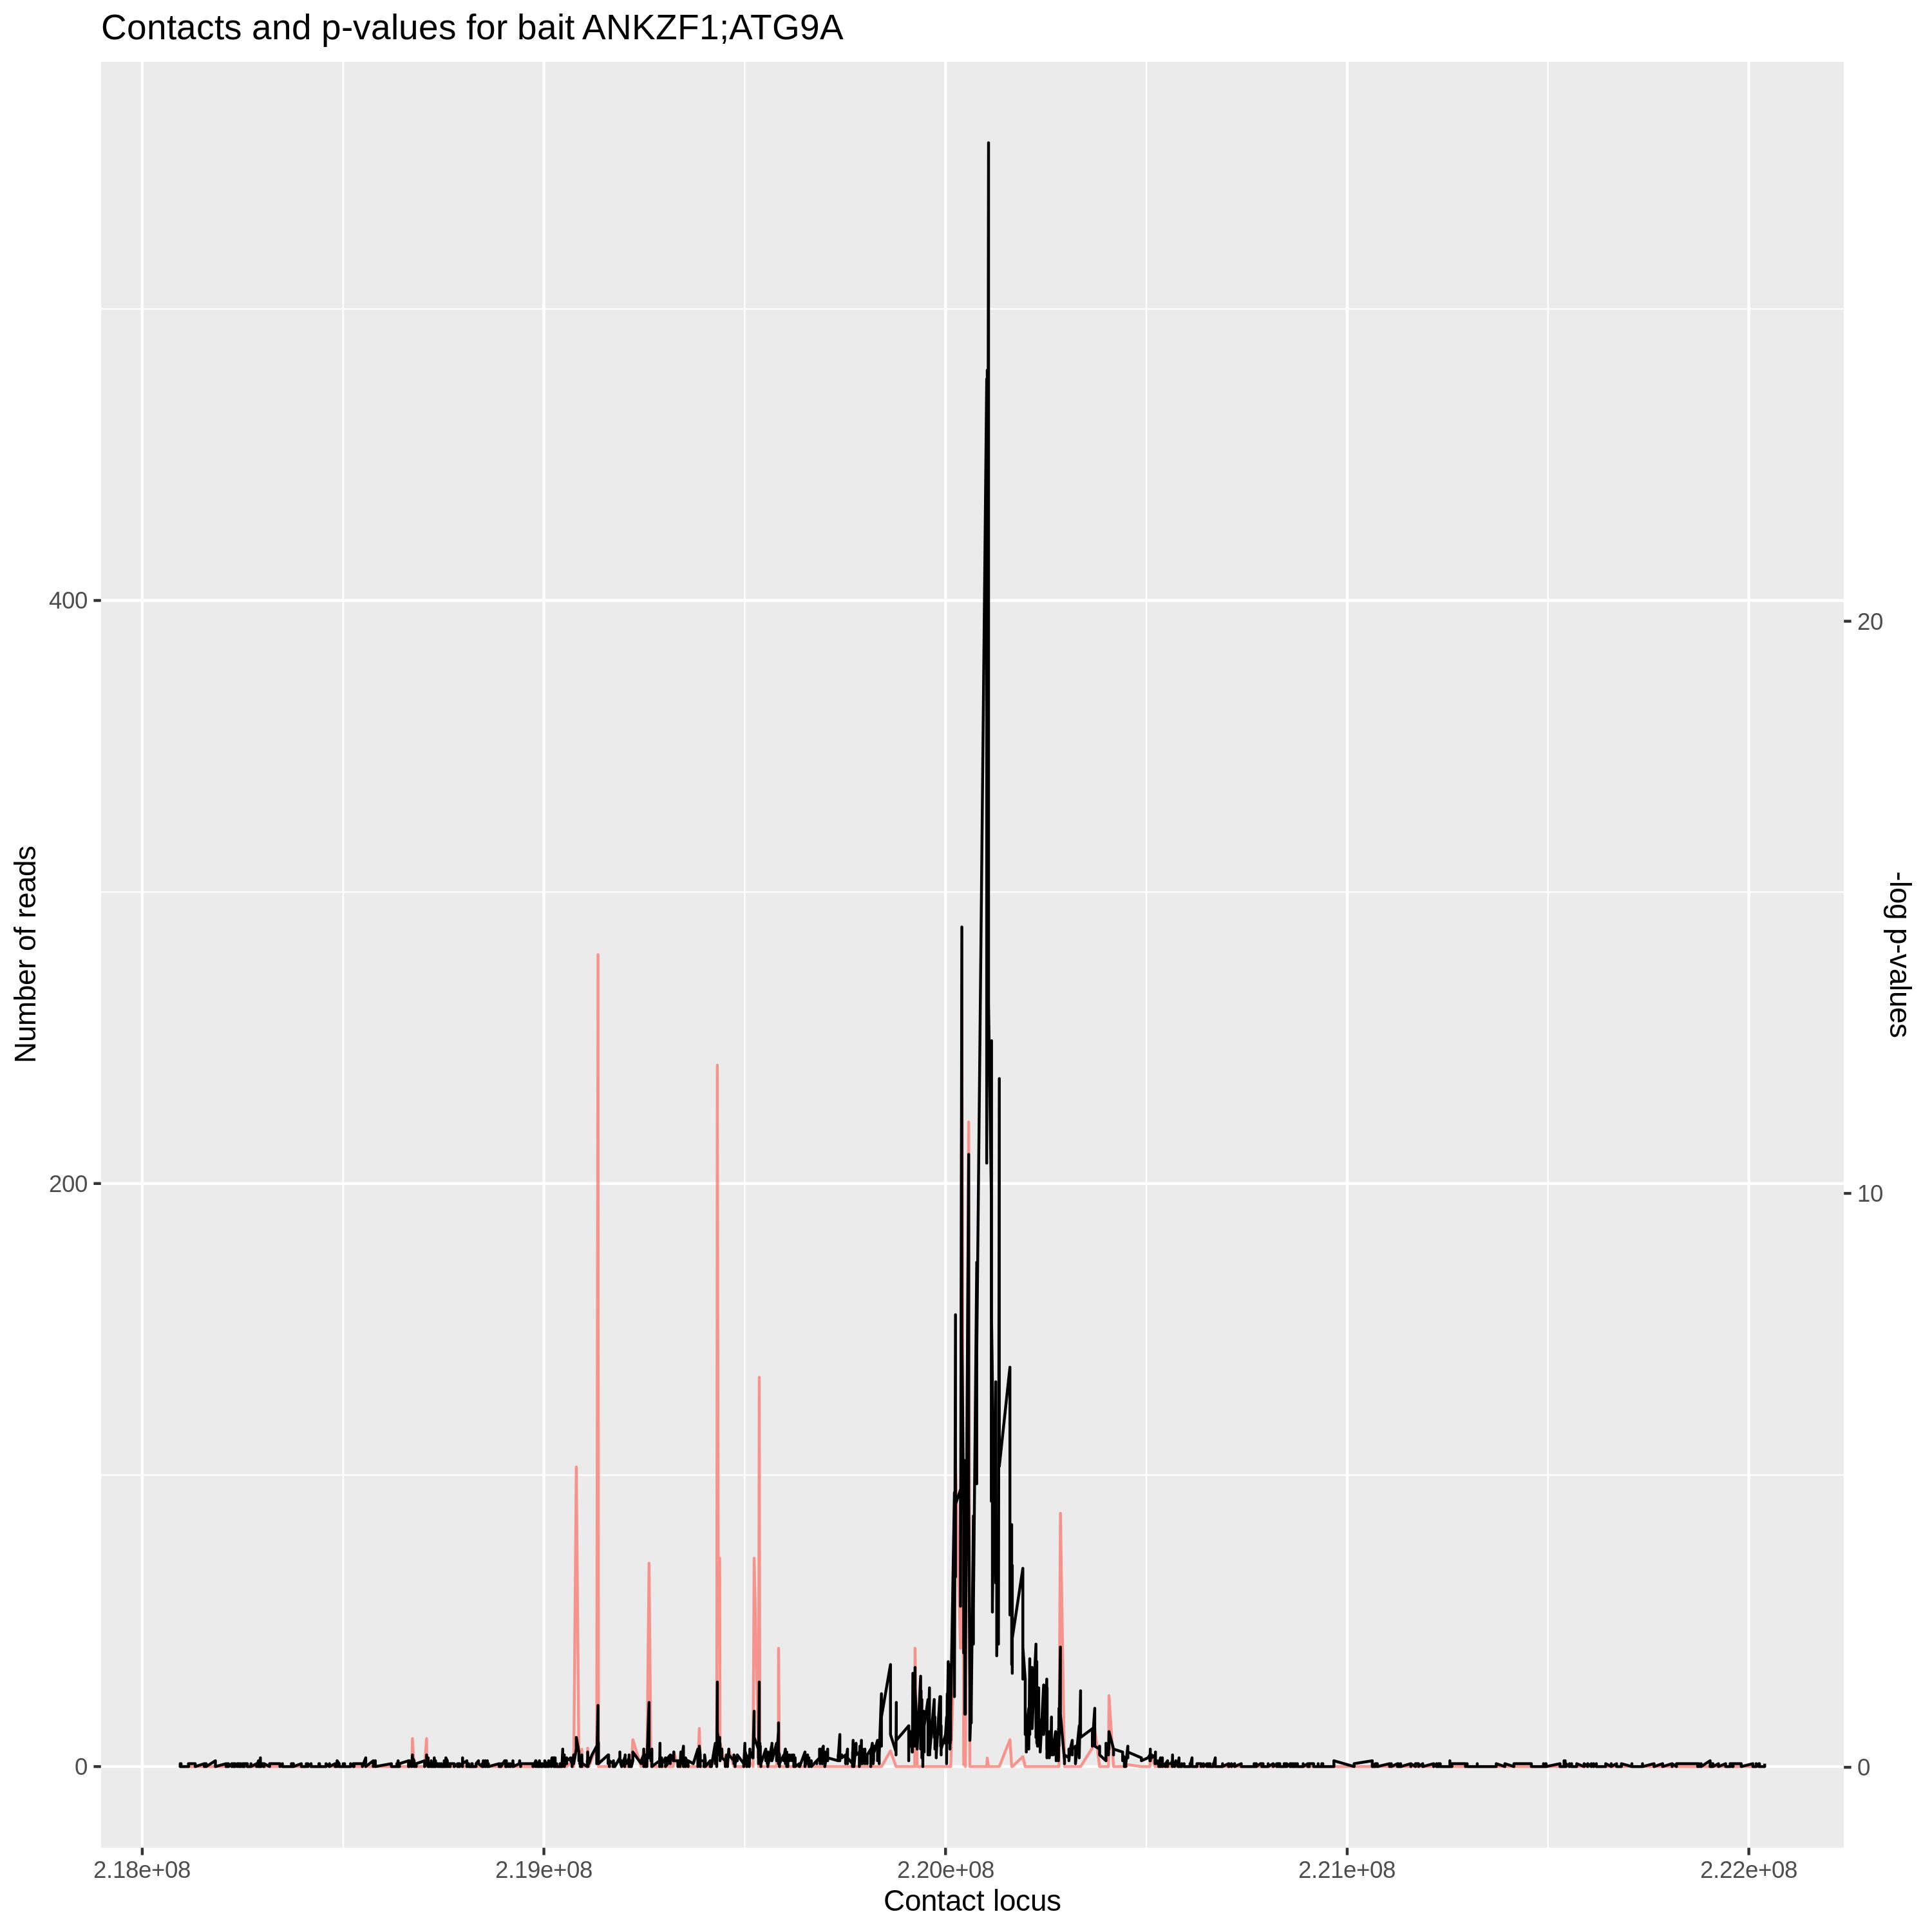 Contacts and p-values for bait ANKZF1;ATG9A
Number of reads
400
200
0
20
10
0
-log p-values
2.18e+08
2.19e+08
2.20e+08
2.21e+08
2.22e+08
Contact locus